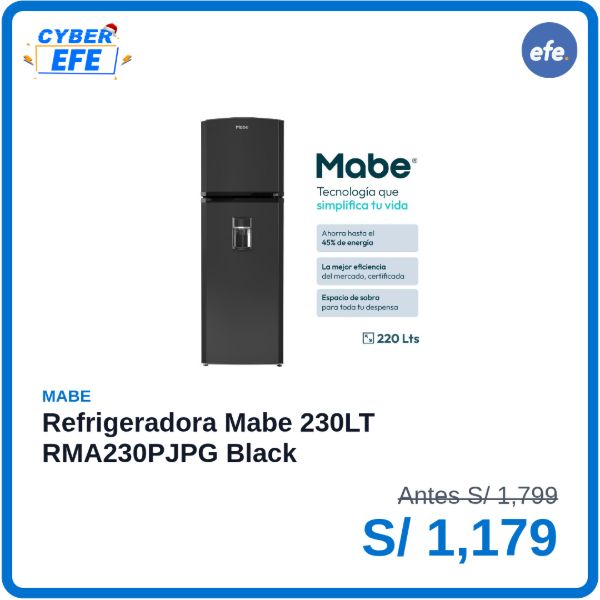 CYBER
EFE
efe.
Mabe
Mabe®
Tecnología que
simplifica tu vida
Ahorra hasta el
45% de energía
La mejor eficiencia
del mercado, certificada
Espacio de sobra
para toda tu despensa
220 Lts
MABE
Refrigeradora Mabe 230LT
RMA230PJPG Black
Antes S/ 1,799
S/ 1,179